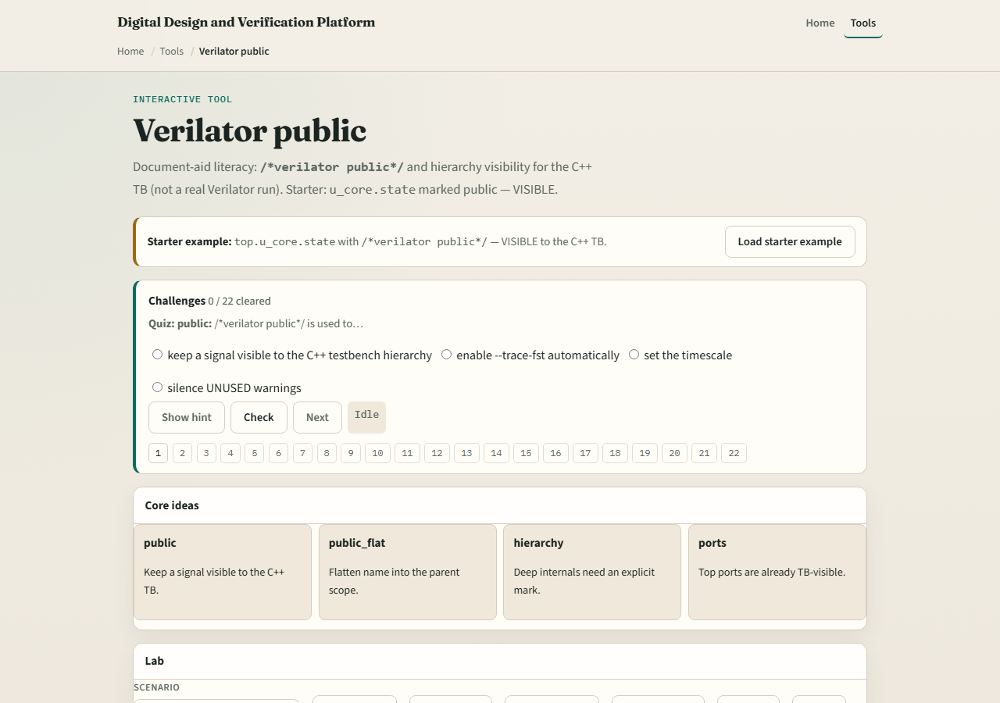 Digital Design and Verification Platform
Home
Tools
Home / Tools / Verilator public
INTERACTIVE TOOL
Verilator public
Document-aid literacy: /*verilator public*/ and hierarchy visibility for the C++
TB (not a real Verilator run). Starter: u_core.state marked public — VISIBLE.
Starter example: top.u_core.state with /*verilator public*/ — VISIBLE to the C++ TB.
Load starter example
Challenges 0 / 22 cleared
Quiz: public: /*verilator public*/ is used to…
keep a signal visible to the C++ testbench hierarchy
enable --trace-fst automatically
set the timescale
silence UNUSED warnings
Show hint
Check
Next
Idle
1 2 3 4 5 6 7 8 9 10 11 12 13 14 15 16 17 18 19 20 21 22
Core ideas
public
Keep a signal visible to the C++
TB.
public_flat
Flatten name into the parent
scope.
hierarchy
Deep internals need an explicit
mark.
ports
Top ports are already TB-visible.
Lab
SCENARIO